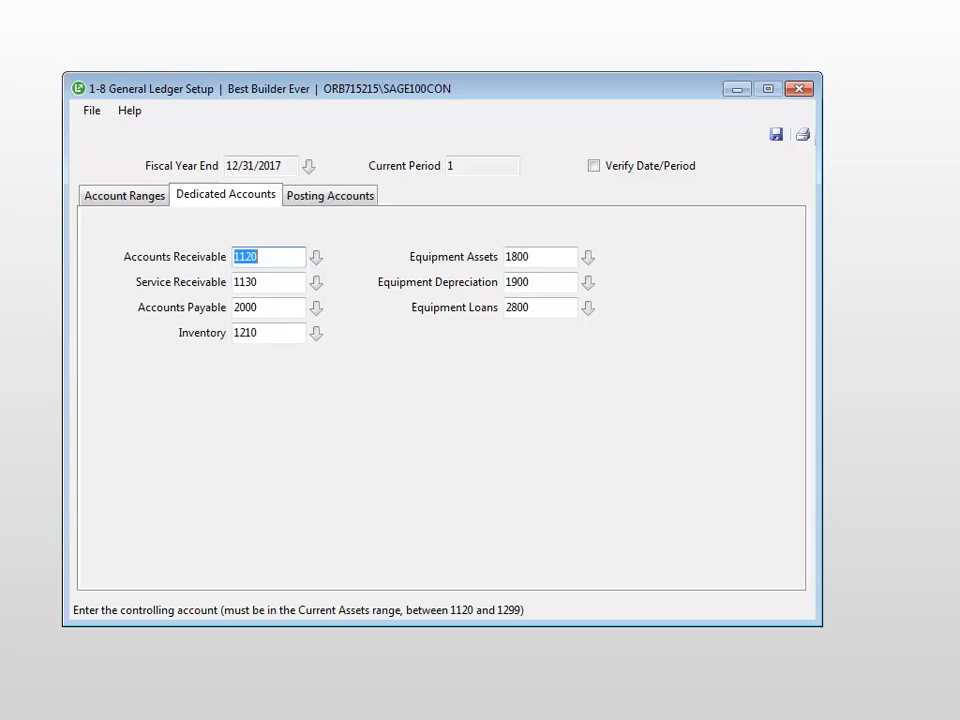 1-8 General Ledger Setup | Best Builder Ever | ORB715215\SAGE100CON
File Help
Fiscal Year End 12/31/2017 Current Period 1 Verify Date/Period
Account Ranges Dedicated Accounts Posting Accounts
Accounts Receivable 1120 Equipment Assets 1800
Service Receivable 1130 Equipment Depreciation 1900
Accounts Payable 2000 Equipment Loans 2800
Inventory 1210
Enter the controlling account (must be in the Current Assets range, between 1120 and 1299)